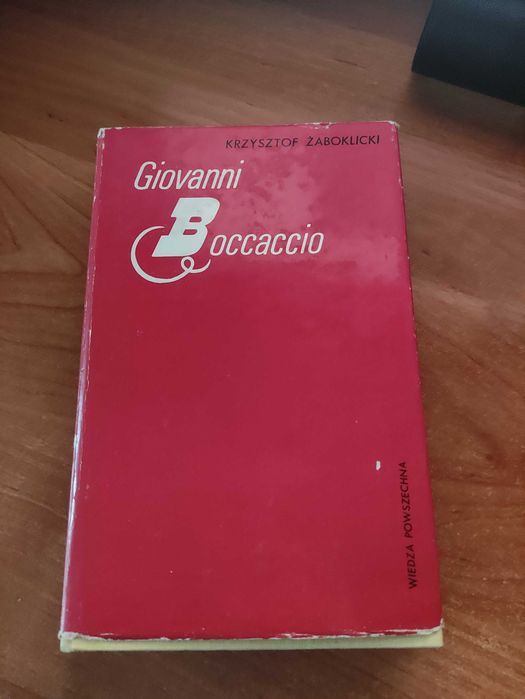 KRZYSZTOF ŻABOKLICKI
Giovanni
Boccaccio
WIEDZA POWSZECHNA